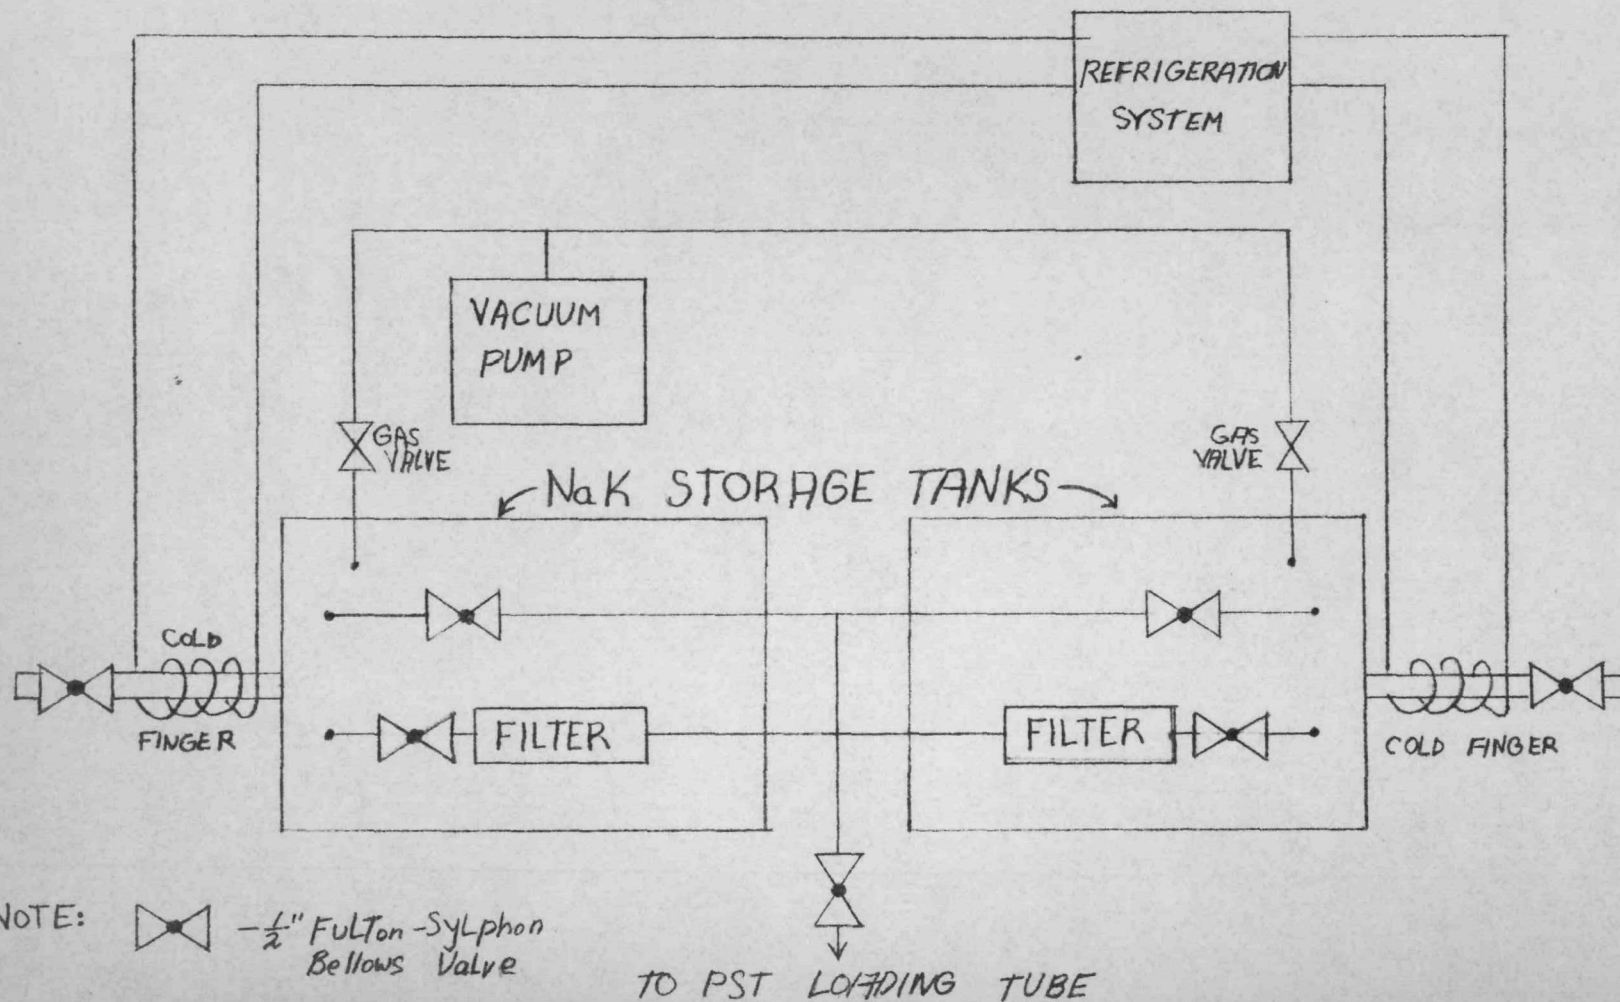 REFRIGERATION
SYSTEM
VACUUM
PUMP
GAS
VALVE
GAS
VALVE
NaK STORAGE TANKS
COLD
FINGER
FILTER
FILTER
COLD FINGER
NOTE: -1/2" FulTon-SyLphon
Bellows Valve
TO PST LOADING TUBE